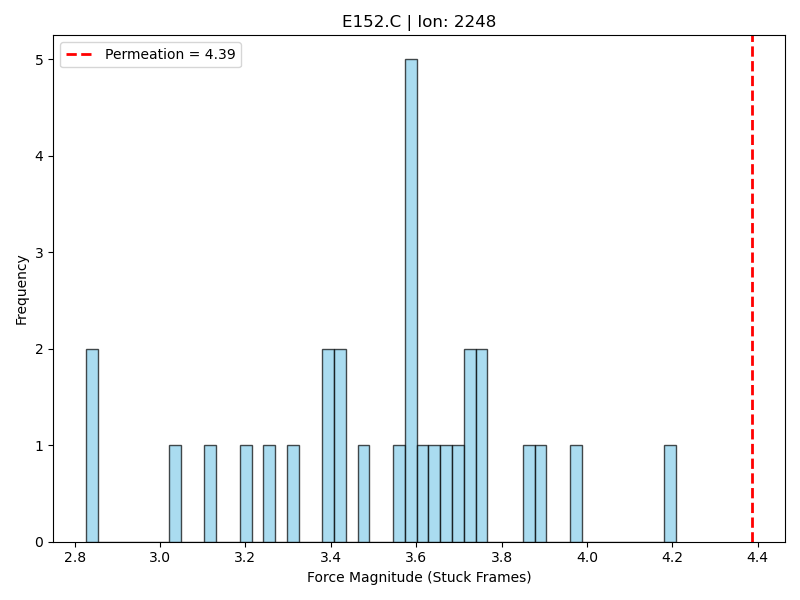 E152.C | Ion: 2248
Permeation = 4.39
Frequency
5
4
3
2
1
0
2.8 3.0 3.2 3.4 3.6 3.8 4.0 4.2 4.4
Force Magnitude (Stuck Frames)